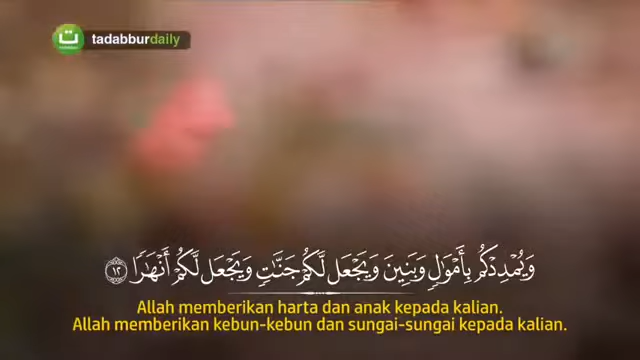 tadabburdaily
وَيُمْدِدْكُم بِأَمْوَٰلٍ وَبَنِينَ وَيَجْعَل لَّكُمْ جَنَّٰتٍ وَيَجْعَل لَّكُمْ أَنْهَٰرًا ١٢
Allah memberikan harta dan anak kepada kalian.
Allah memberikan kebun-kebun dan sungai-sungai kepada kalian.